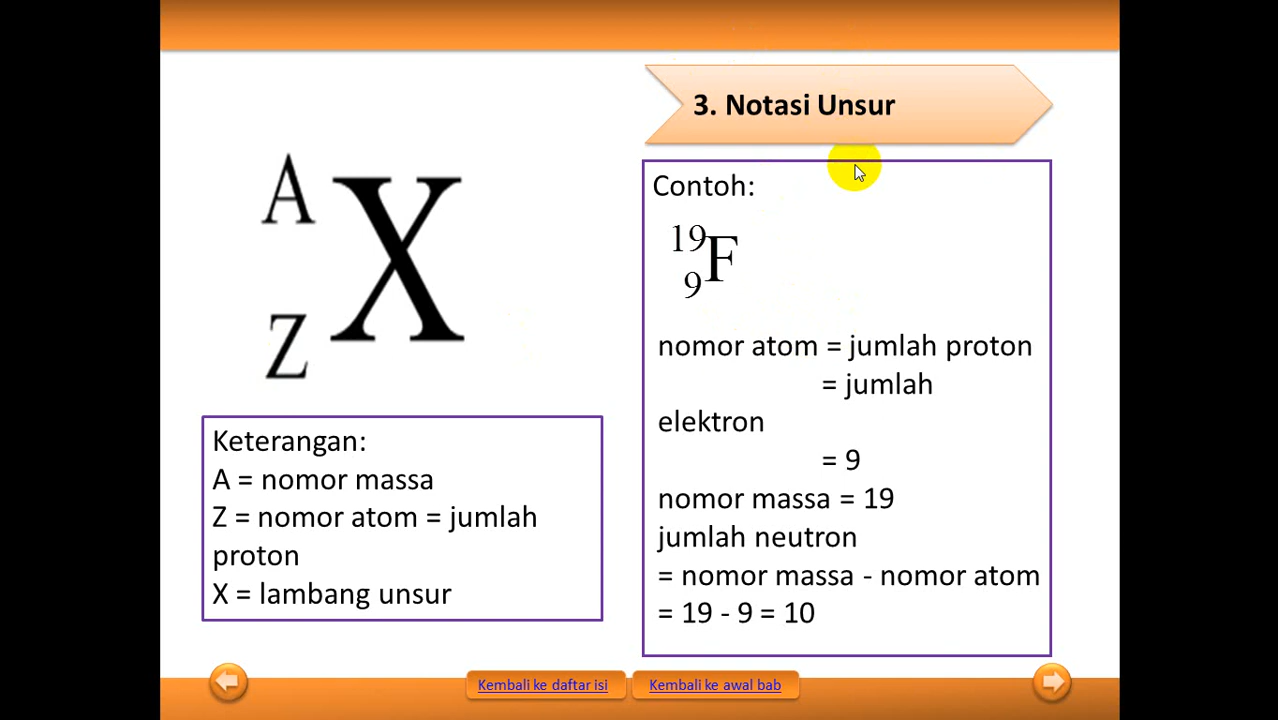 3. Notasi Unsur
A
X
Z
Keterangan:
A = nomor massa
Z = nomor atom = jumlah
proton
X = lambang unsur
Contoh:
19
F
9
nomor atom = jumlah proton
= jumlah
elektron
= 9
nomor massa = 19
jumlah neutron
= nomor massa - nomor atom
= 19 - 9 = 10
Kembali ke daftar isi
Kembali ke awal bab